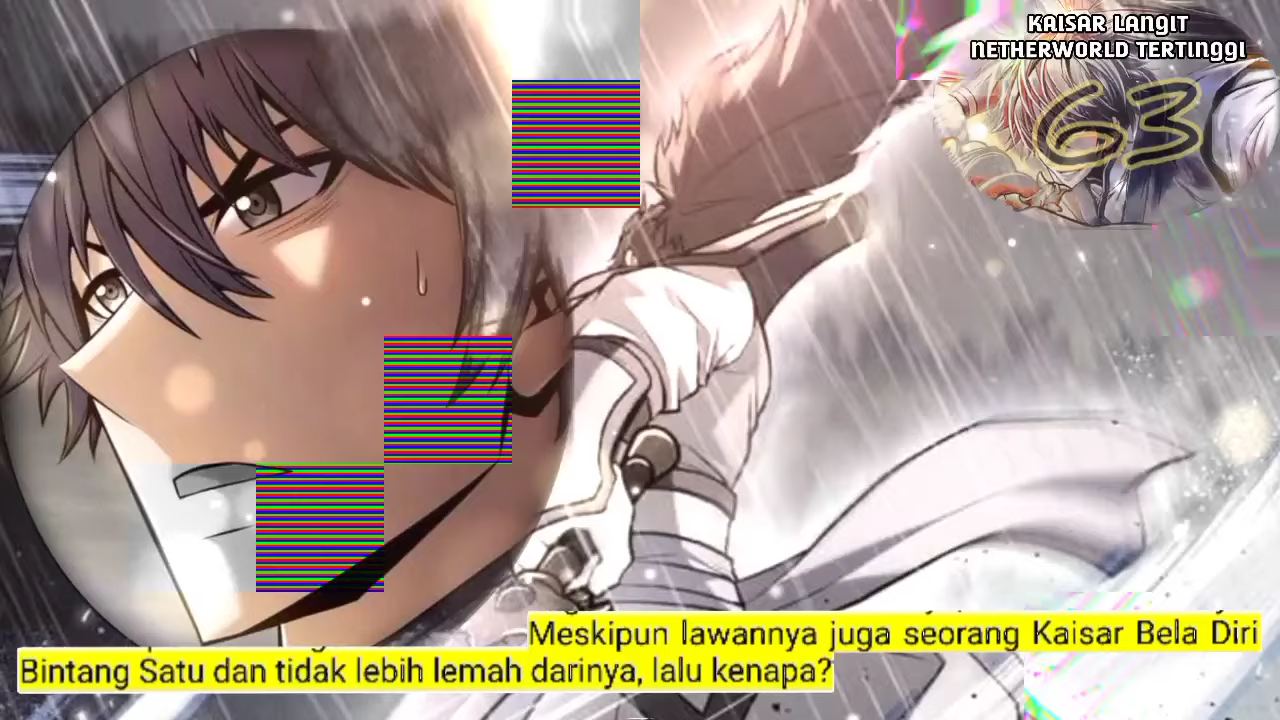 KAISAR LANGIT
NETHERWORLD TERTINGGI
63
Meskipun lawannya juga seorang Kaisar Bela Diri
Bintang Satu dan tidak lebih lemah darinya, lalu kenapa?